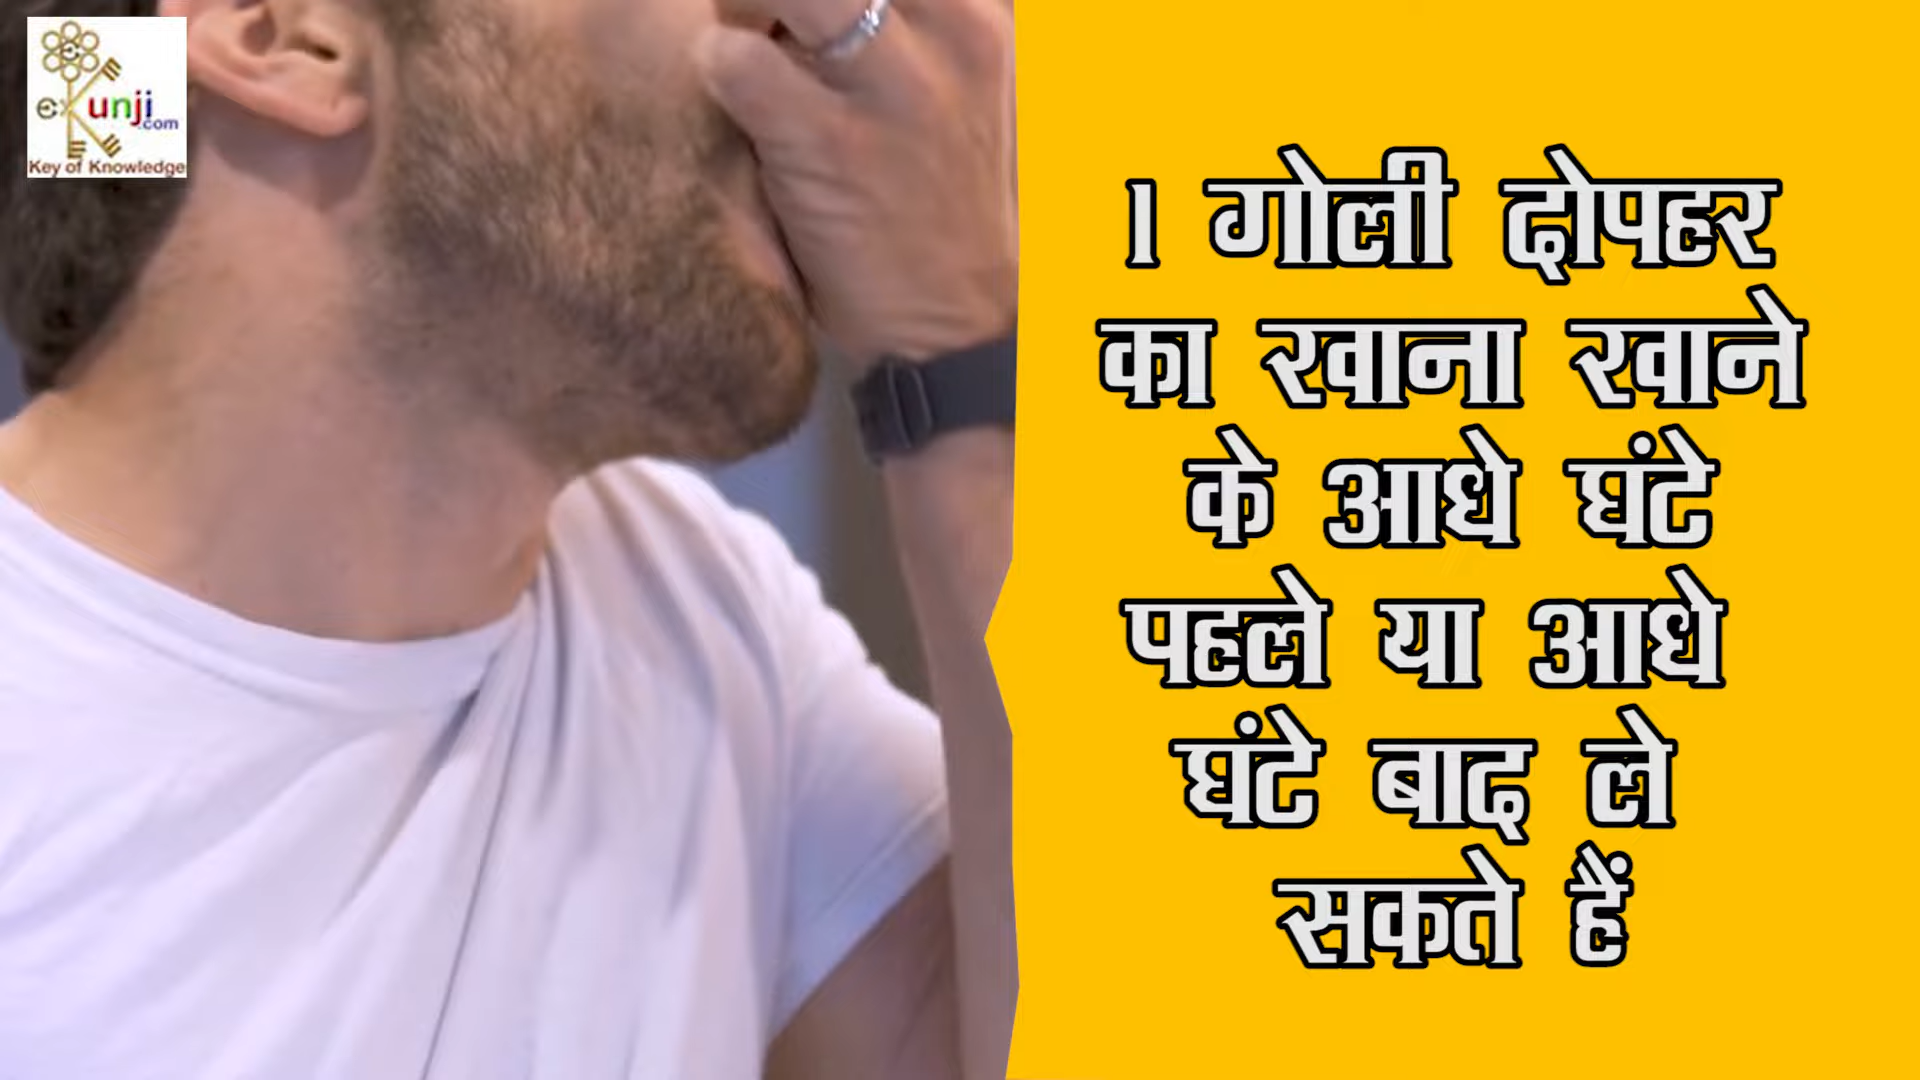 eKunji
.com
Key of Knowledge
1 गोली दोपहर
का खाना खाने
के आधे घंटे
पहले या आधे
घंटे बाद ले
सकते हैं